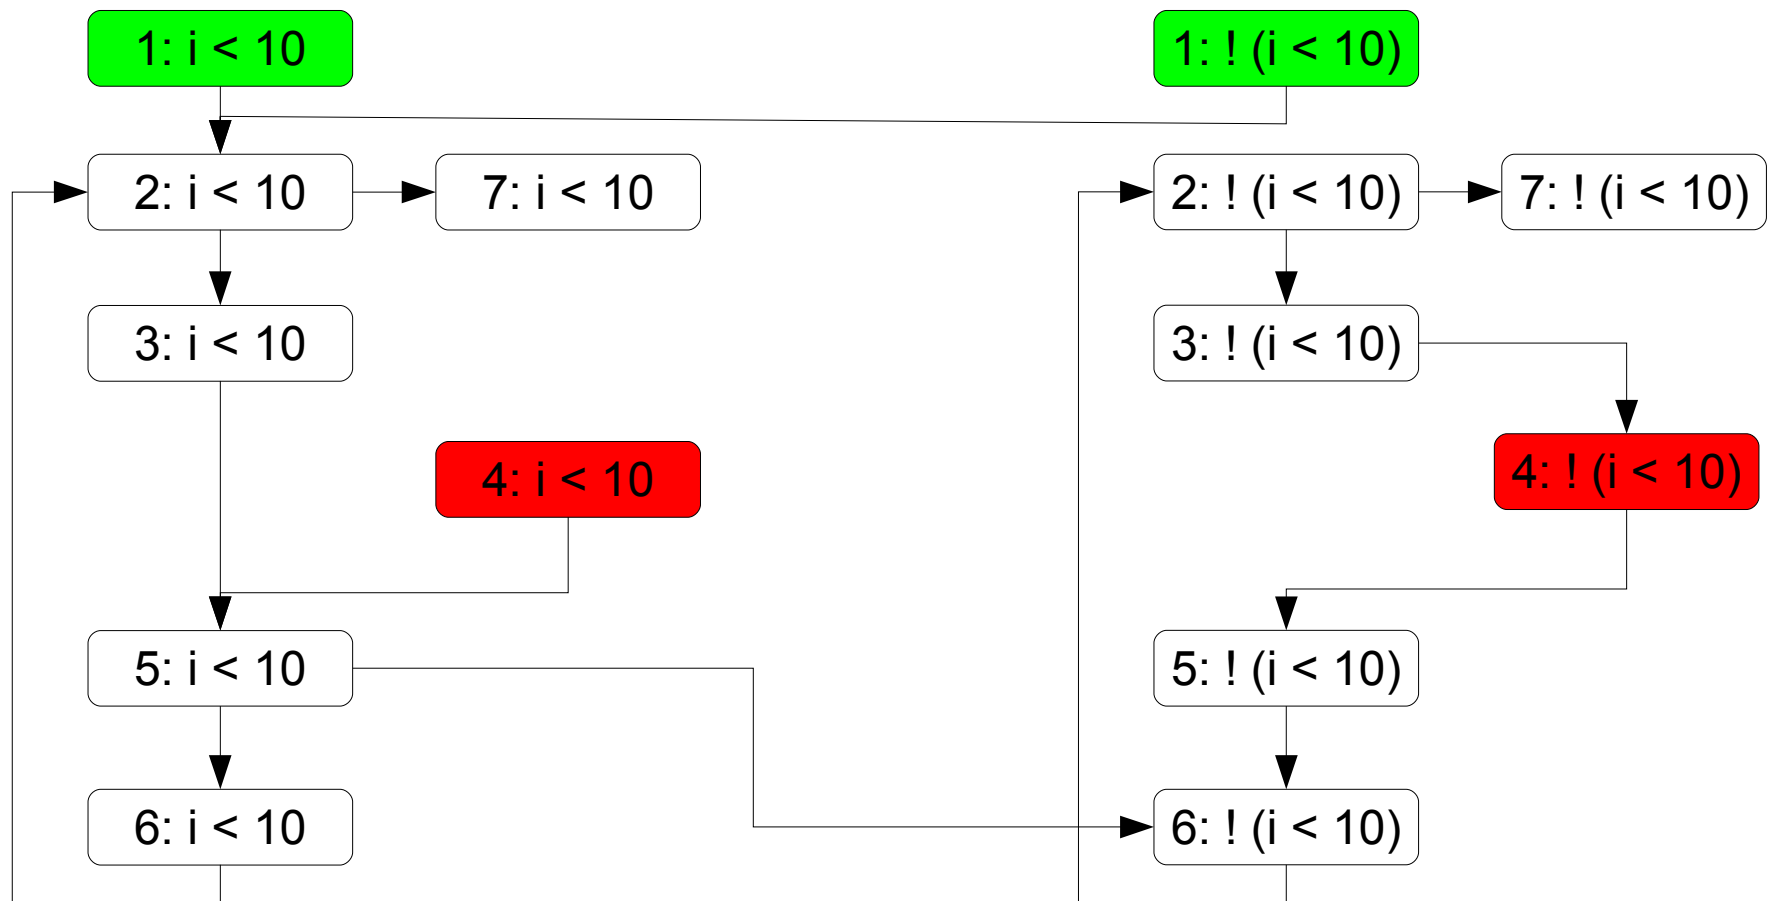 1: i < 10
1: ! (i < 10)
2: i < 10
7: i < 10
2: ! (i < 10)
7: ! (i < 10)
3: i < 10
3: ! (i < 10)
4: i < 10
4: ! (i < 10)
5: i < 10
5: ! (i < 10)
6: i < 10
6: ! (i < 10)